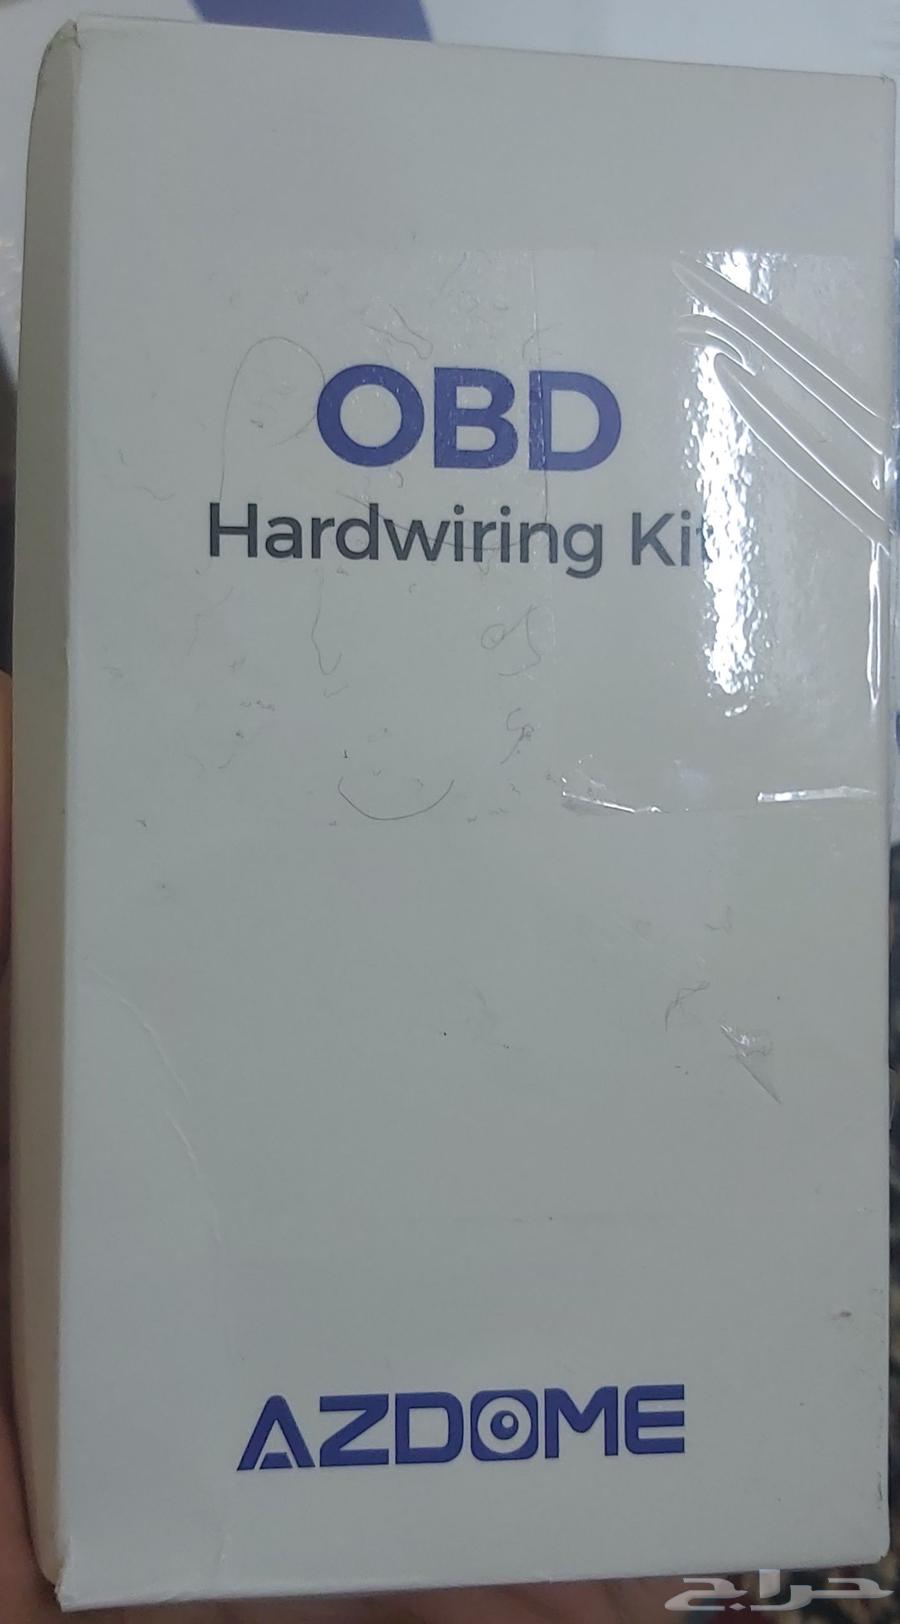 OBD
Hardwiring Kit
AZDOME
حراج